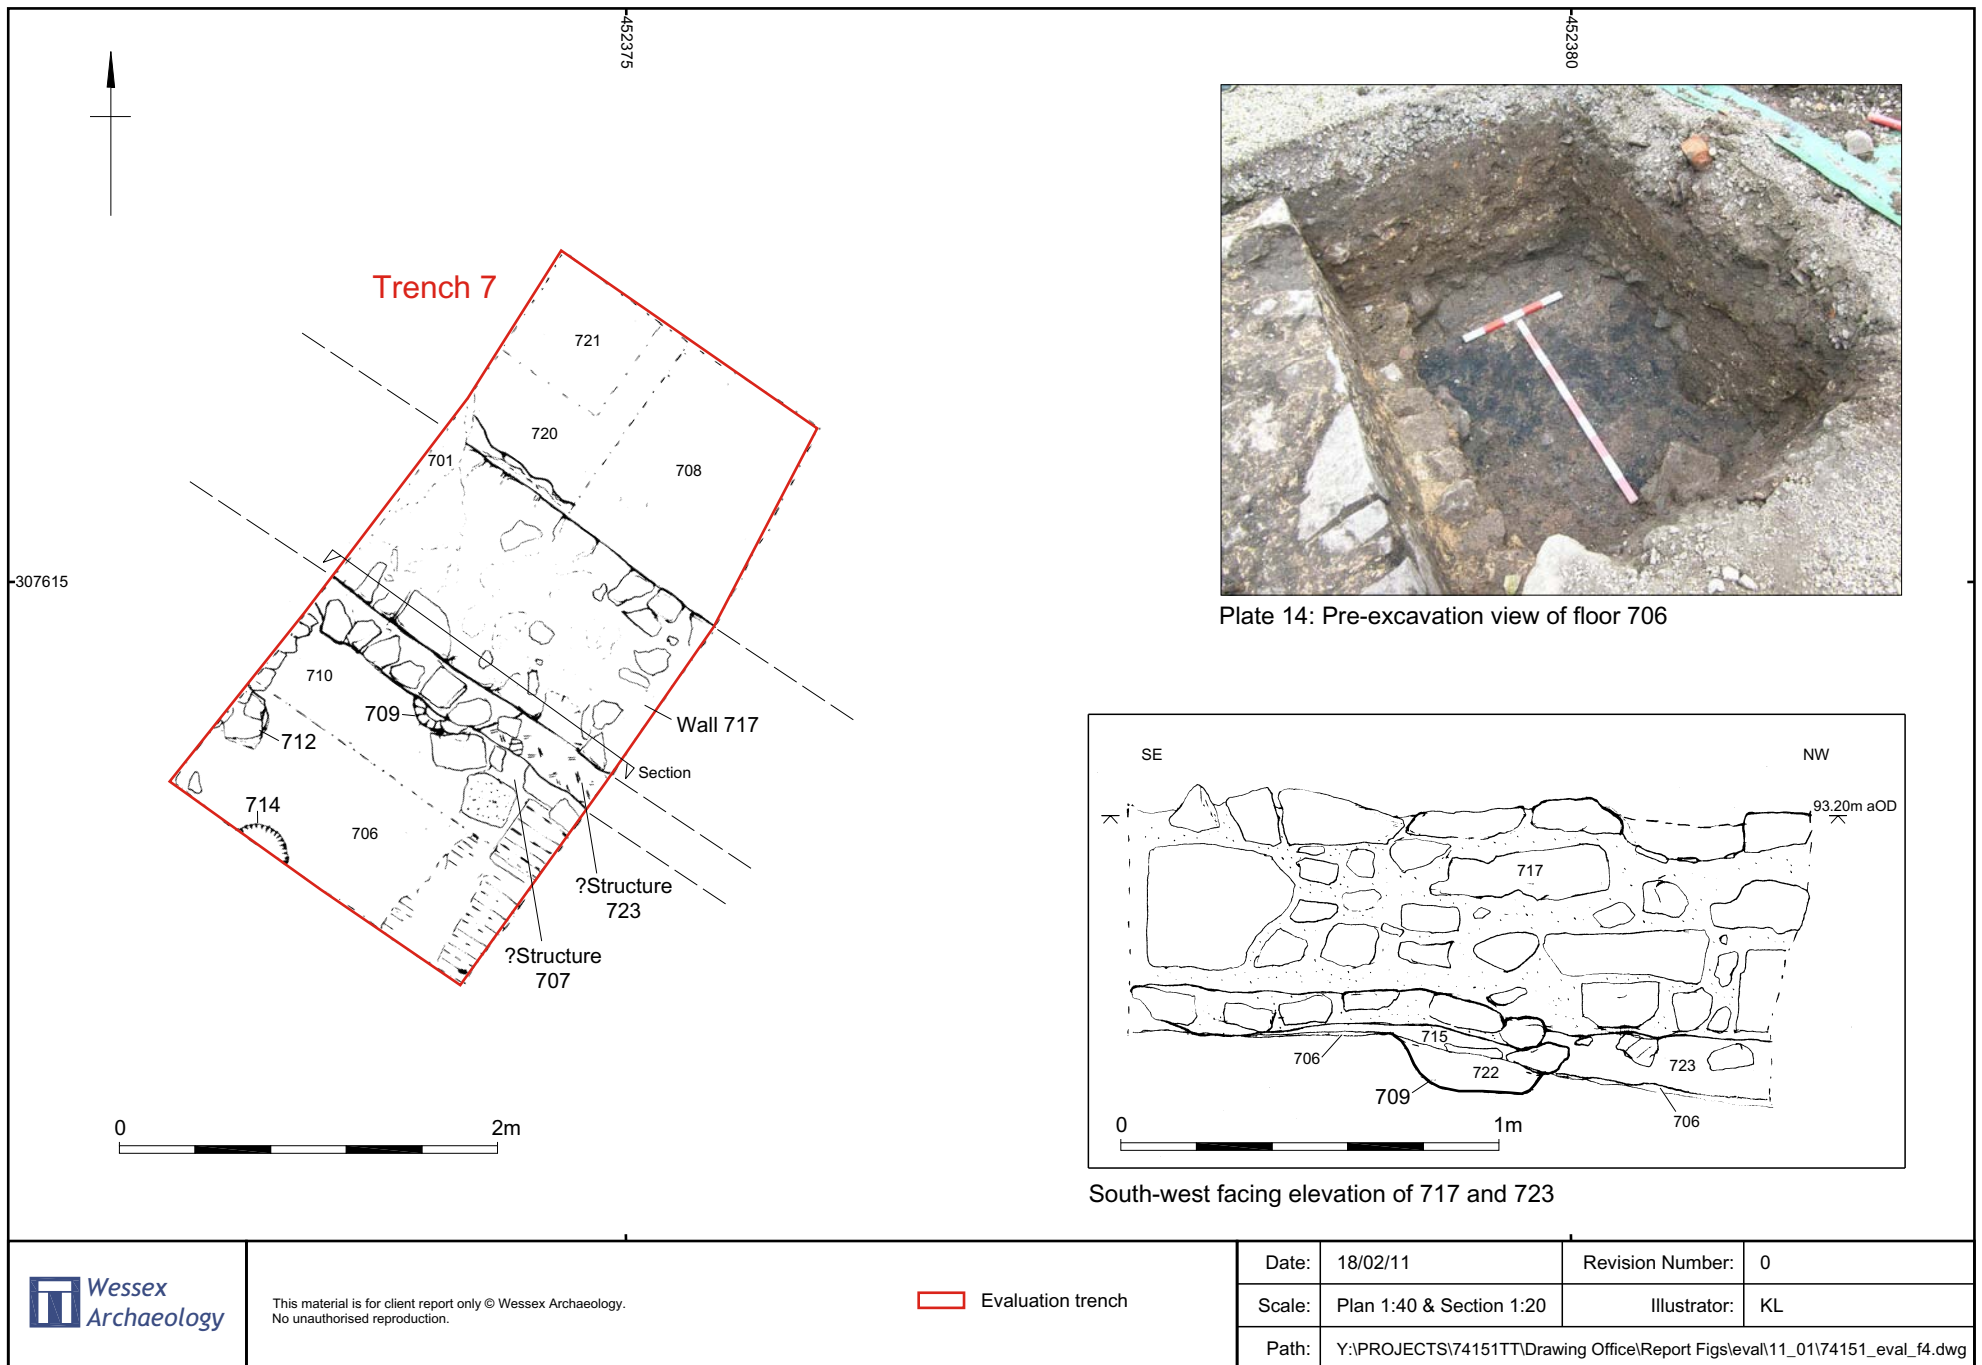 452375
452380
Trench 7
721
720
701
708
307615
710
709
712
Wall 717
Section
714
706
?Structure
723
?Structure
707
0 2m
Plate 14: Pre-excavation view of floor 706
SE NW
93.20m aOD
717
715
706
722
723
709
706
0 1m
South-west facing elevation of 717 and 723
Wessex
Archaeology
This material is for client report only © Wessex Archaeology.
No unauthorised reproduction.
Evaluation trench
Date: 18/02/11 Revision Number: 0
Scale: Plan 1:40 & Section 1:20 Illustrator: KL
Path: Y:\PROJECTS\74151TT\Drawing Office\Report Figs\eval\11_01\74151_eval_f4.dwg